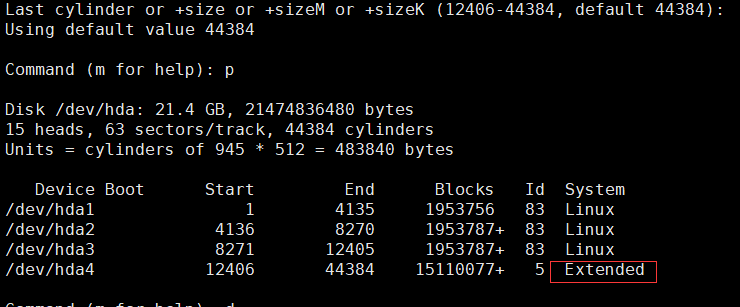 Last cylinder or +size or +sizeM or +sizeK (12406-44384, default 44384):
Using default value 44384
Command (m for help): p
Disk /dev/hda: 21.4 GB, 21474836480 bytes
15 heads, 63 sectors/track, 44384 cylinders
Units = cylinders of 945 * 512 = 483840 bytes
Device Boot Start End Blocks Id System
/dev/hda1 1 4135 1953756 83 Linux
/dev/hda2 4136 8270 1953787+ 83 Linux
/dev/hda3 8271 12405 1953787+ 83 Linux
/dev/hda4 12406 44384 15110077+ 5 Extended
Command (m for help): d